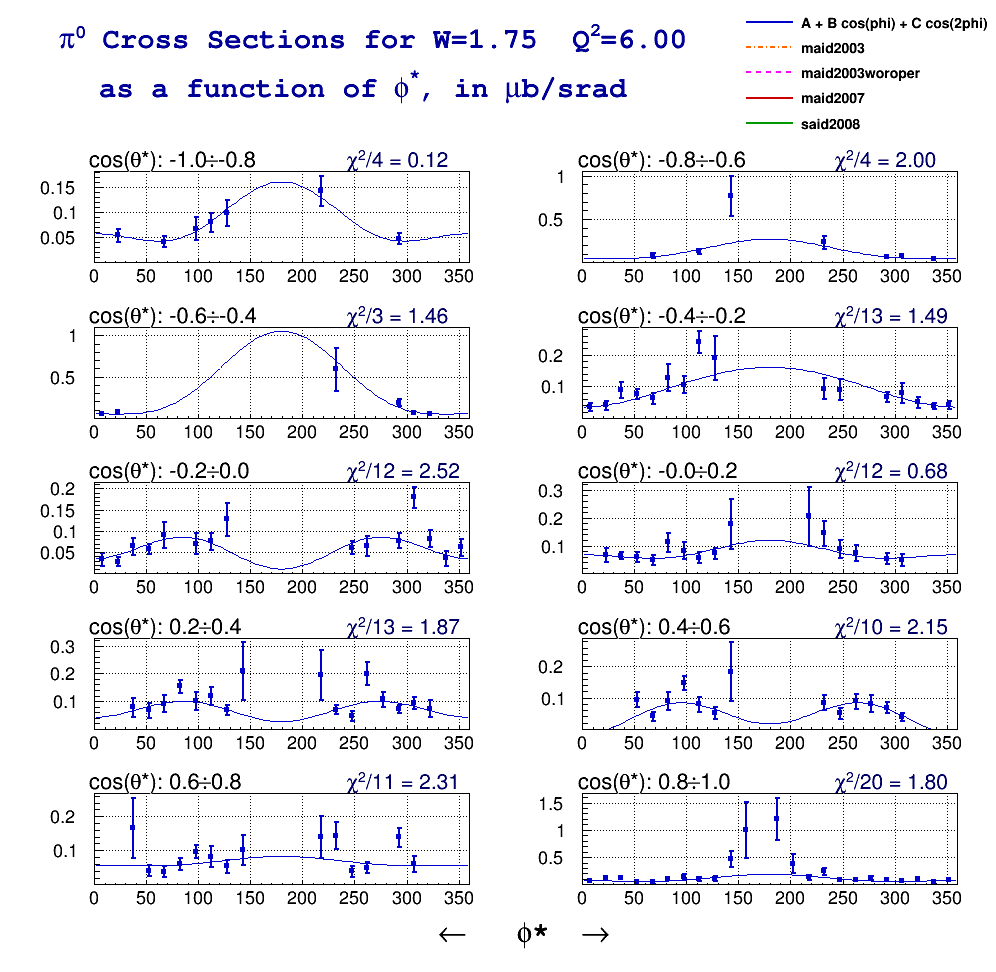 π⁰ Cross Sections for W=1.75 Q²=6.00
as a function of ϕ*, in μb/srad
A + B cos(phi) + C cos(2phi)
maid2003
maid2003woroper
maid2007
said2008
cos(θ*): -1.0÷-0.8 χ²/4 = 0.12
0.15
0.1
0.05
0 50 100 150 200 250 300 350
cos(θ*): -0.8÷-0.6 χ²/4 = 2.00
1
0.5
0 50 100 150 200 250 300 350
cos(θ*): -0.6÷-0.4 χ²/3 = 1.46
1
0.5
0 50 100 150 200 250 300 350
cos(θ*): -0.4÷-0.2 χ²/13 = 1.49
0.2
0.1
0 50 100 150 200 250 300 350
cos(θ*): -0.2÷0.0 χ²/12 = 2.52
0.2
0.15
0.1
0.05
0 50 100 150 200 250 300 350
cos(θ*): -0.0÷0.2 χ²/12 = 0.68
0.3
0.2
0.1
0 50 100 150 200 250 300 350
cos(θ*): 0.2÷0.4 χ²/13 = 1.87
0.3
0.2
0.1
0 50 100 150 200 250 300 350
cos(θ*): 0.4÷0.6 χ²/10 = 2.15
0.2
0.1
0 50 100 150 200 250 300 350
cos(θ*): 0.6÷0.8 χ²/11 = 2.31
0.2
0.1
0 50 100 150 200 250 300 350
cos(θ*): 0.8÷1.0 χ²/20 = 1.80
1.5
1
0.5
0 50 100 150 200 250 300 350
← ϕ* →